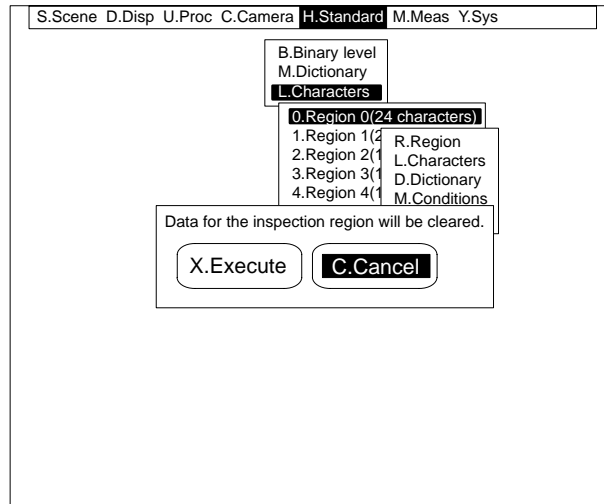 S.Scene D.Disp U.Proc C.Camera H.Standard M.Meas Y.Sys
B.Binary level
M.Dictionary
L.Characters
0.Region 0(24 characters)
1.Region 1(2
2.Region 2(1
3.Region 3(1
4.Region 4(1
R.Region
L.Characters
D.Dictionary
M.Conditions
Data for the inspection region will be cleared.
X.Execute C.Cancel